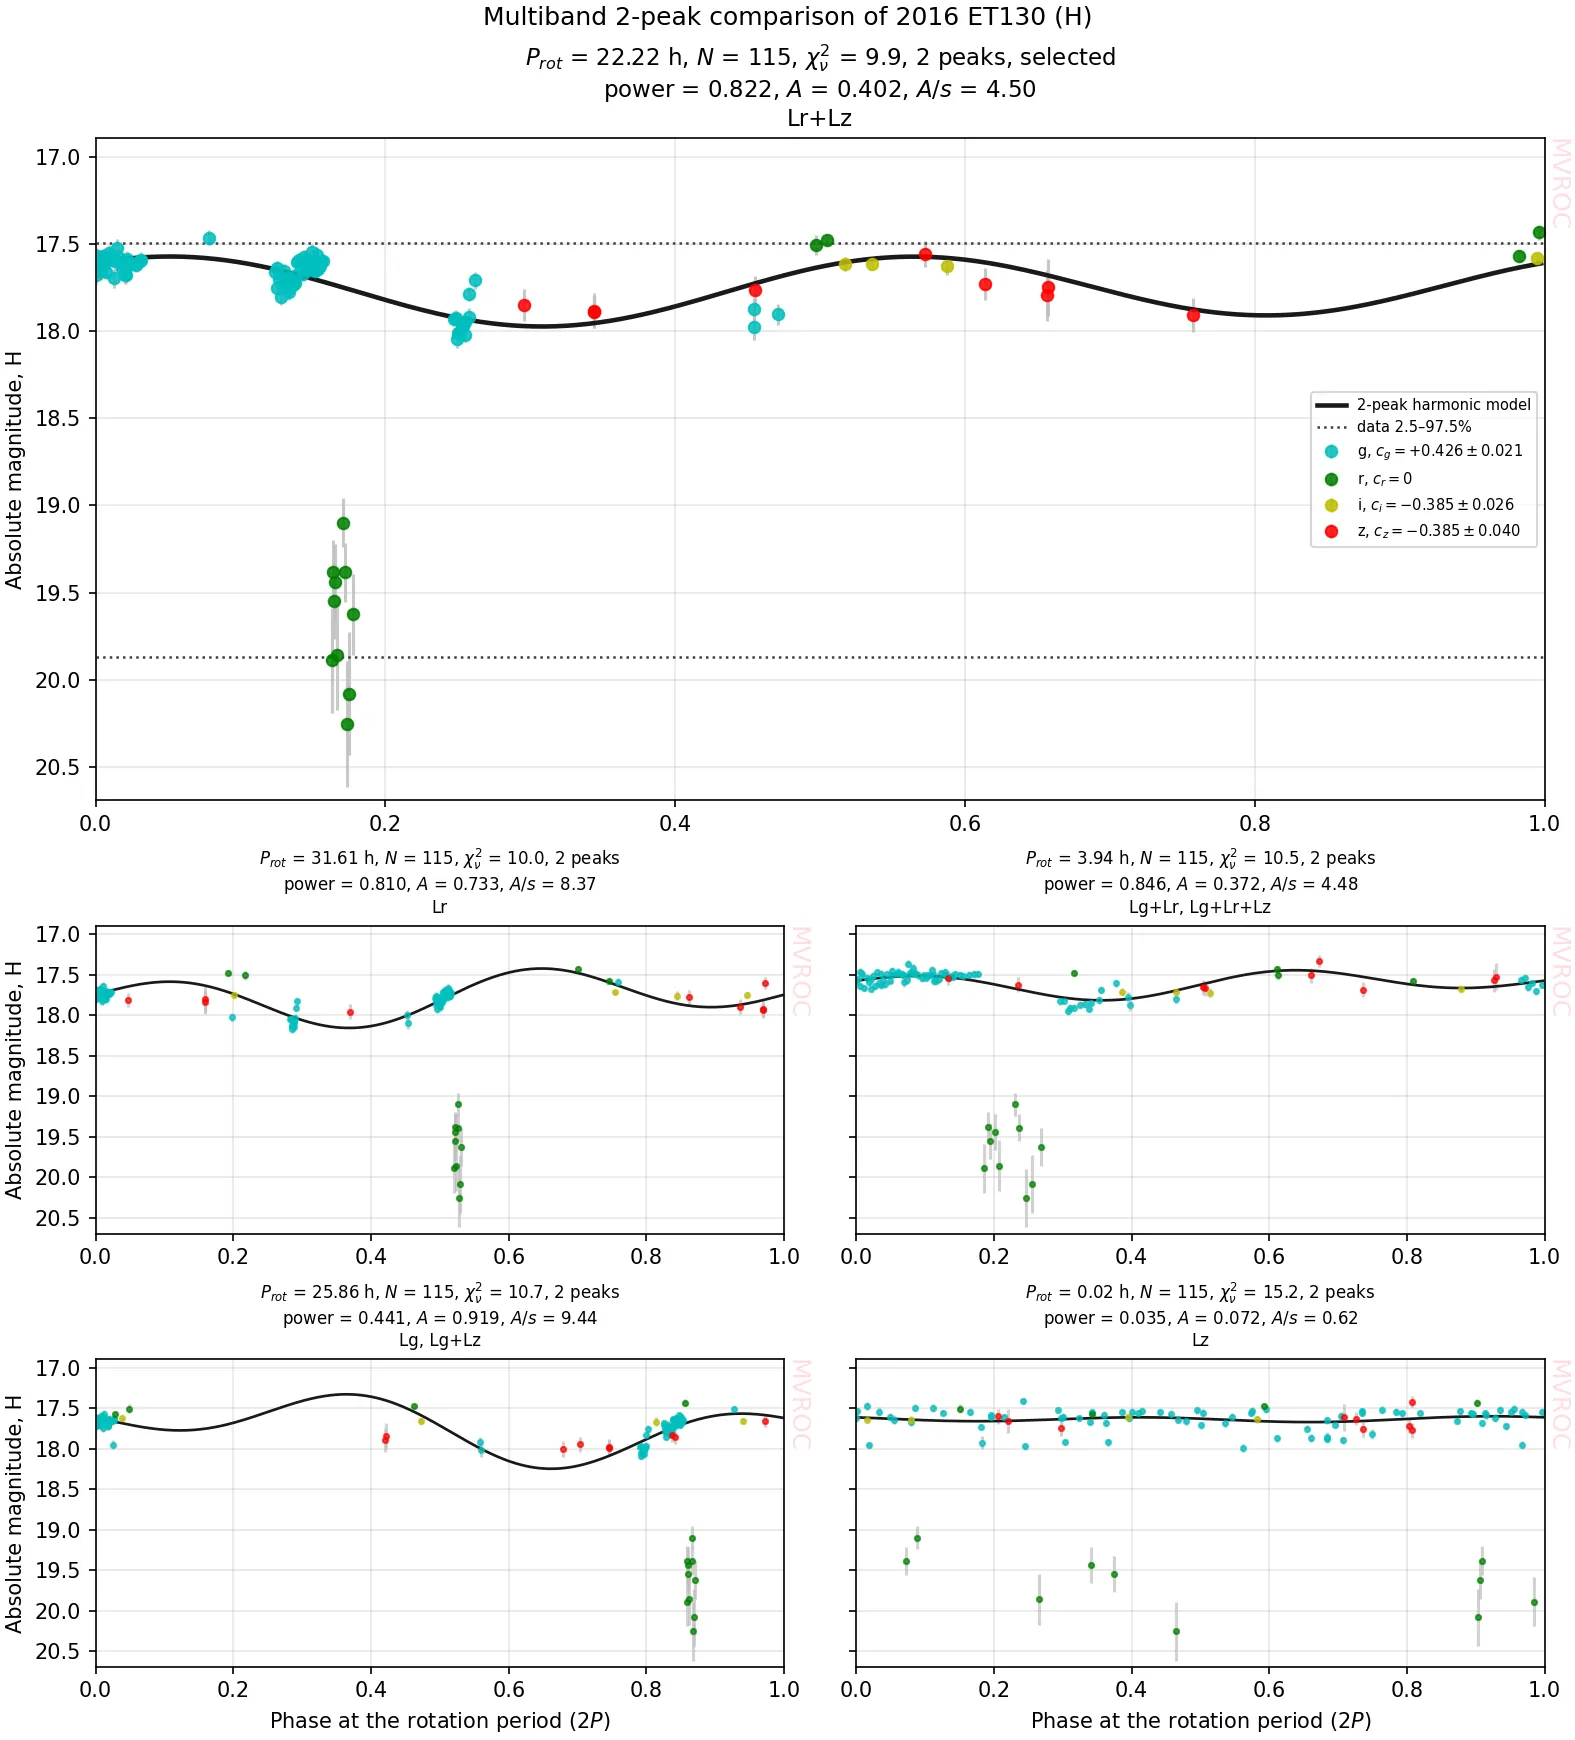 Multiband 2-peak comparison of 2016 ET130 (H)
P_rot = 22.22 h, N = 115, χ²_ν = 9.9, 2 peaks, selected
power = 0.822, A = 0.402, A/s = 4.50
Lr+Lz
MVROC
Absolute magnitude, H
17.0
17.5
18.0
18.5
19.0
19.5
20.0
20.5
2-peak harmonic model
data 2.5–97.5%
g, c_g = +0.426 ± 0.021
r, c_r = 0
i, c_i = −0.385 ± 0.026
z, c_z = −0.385 ± 0.040
0.0 0.2 0.4 0.6 0.8 1.0
P_rot = 31.61 h, N = 115, χ²_ν = 10.0, 2 peaks
power = 0.810, A = 0.733, A/s = 8.37
Lr
MVROC
Absolute magnitude, H
17.0
17.5
18.0
18.5
19.0
19.5
20.0
20.5
0.0 0.2 0.4 0.6 0.8 1.0
P_rot = 3.94 h, N = 115, χ²_ν = 10.5, 2 peaks
power = 0.846, A = 0.372, A/s = 4.48
Lg+Lr, Lg+Lr+Lz
MVROC
0.0 0.2 0.4 0.6 0.8 1.0
P_rot = 25.86 h, N = 115, χ²_ν = 10.7, 2 peaks
power = 0.441, A = 0.919, A/s = 9.44
Lg, Lg+Lz
MVROC
Absolute magnitude, H
17.0
17.5
18.0
18.5
19.0
19.5
20.0
20.5
0.0 0.2 0.4 0.6 0.8 1.0
Phase at the rotation period (2P)
P_rot = 0.02 h, N = 115, χ²_ν = 15.2, 2 peaks
power = 0.035, A = 0.072, A/s = 0.62
Lz
MVROC
0.0 0.2 0.4 0.6 0.8 1.0
Phase at the rotation period (2P)